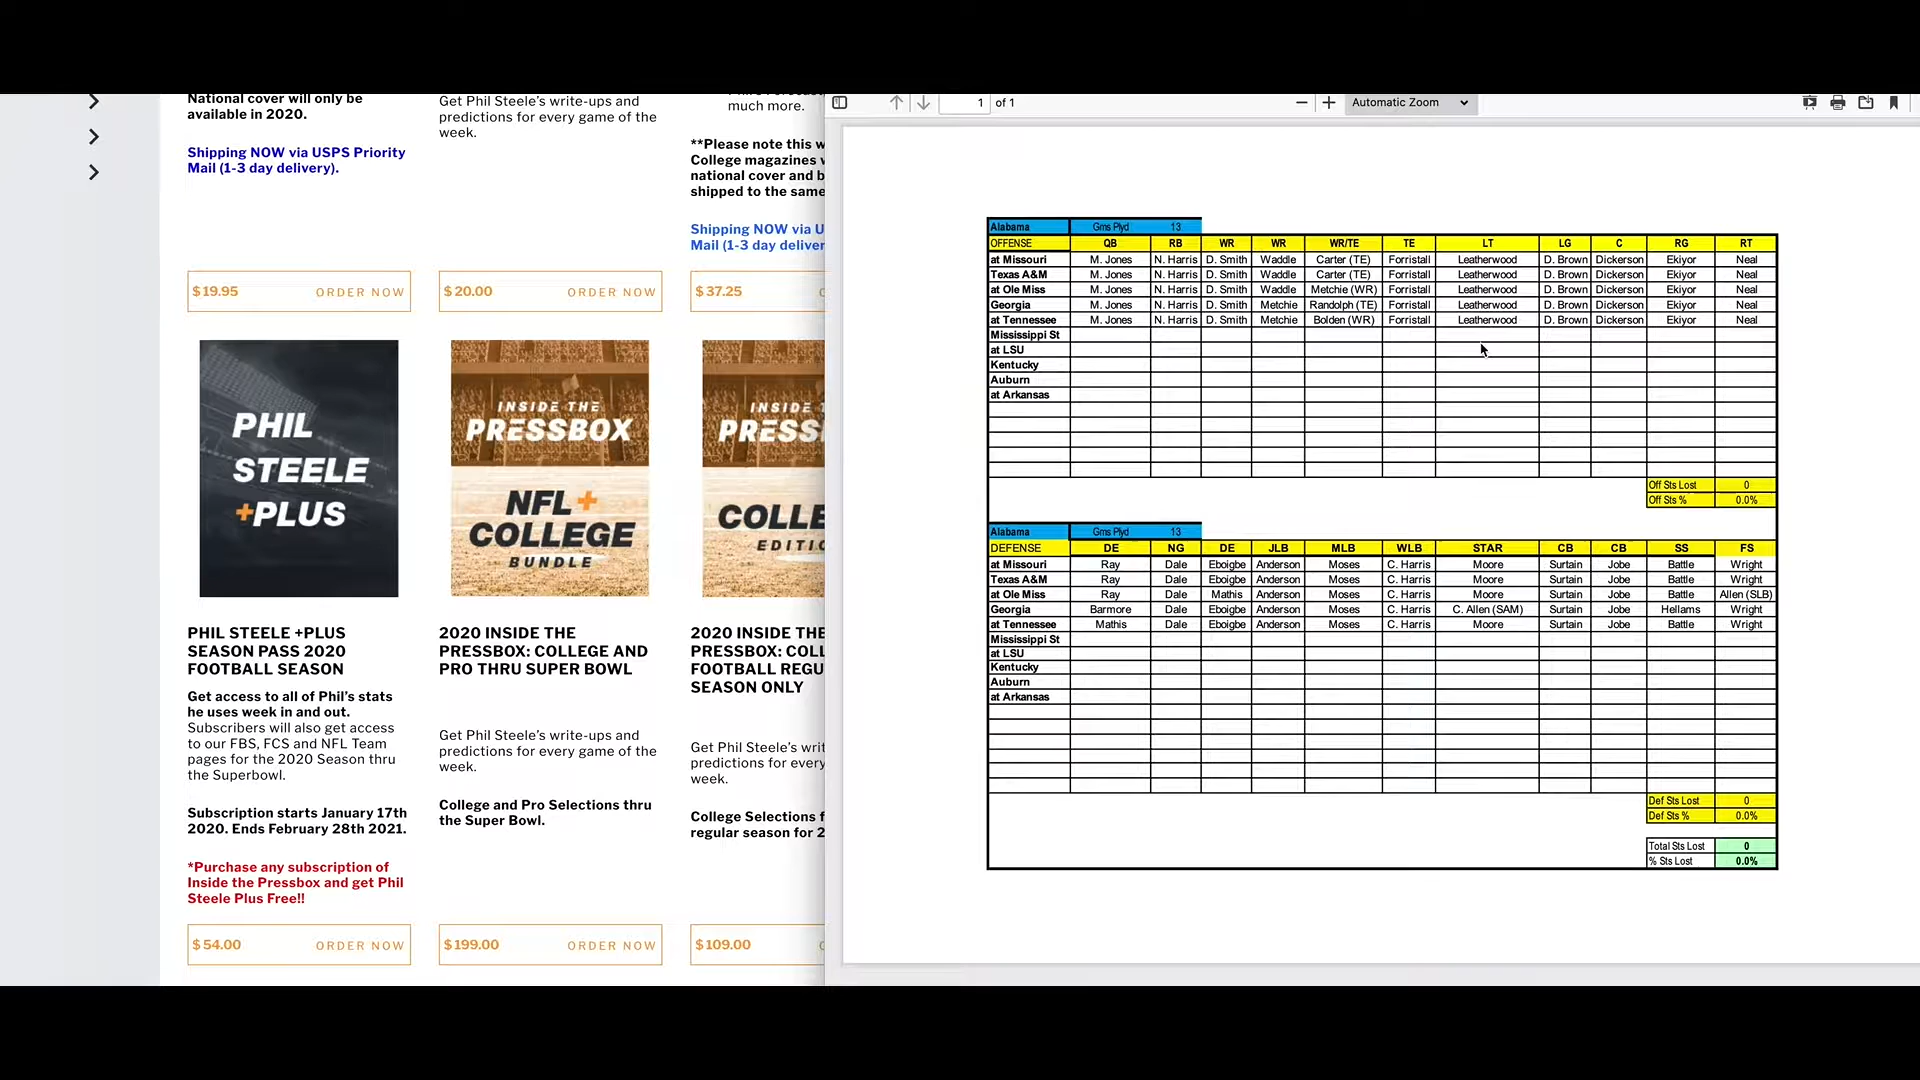 National cover will only be
available in 2020.
Shipping NOW via USPS Priority
Mail (1-3 day delivery).
$19.95 ORDER NOW
Get Phil Steele's write-ups and
predictions for every game of the
week.
$20.00 ORDER NOW
much more.
**Please note this w
College magazines
national cover and b
shipped to the same
Shipping NOW via U
Mail (1-3 day deliver
$37.25
PHIL
STEELE
+PLUS
PHIL STEELE +PLUS
SEASON PASS 2020
FOOTBALL SEASON
Get access to all of Phil's stats
he uses week in and out.
Subscribers will also get access
to our FBS, FCS and NFL Team
pages for the 2020 Season thru
the Superbowl.
Subscription starts January 17th
2020. Ends February 28th 2021.
*Purchase any subscription of
Inside the Pressbox and get Phil
Steele Plus Free!!
$54.00 ORDER NOW
INSIDE THE
PRESSBOX
NFL+
COLLEGE
BUNDLE
2020 INSIDE THE
PRESSBOX: COLLEGE AND
PRO THRU SUPER BOWL
Get Phil Steele's write-ups and
predictions for every game of the
week.
College and Pro Selections thru
the Super Bowl.
$199.00 ORDER NOW
INSIDE
PRESS
COLLE
EDITIO
2020 INSIDE THE
PRESSBOX: COLL
FOOTBALL REGU
SEASON ONLY
Get Phil Steele's writ
predictions for every
week.
College Selections f
regular season for 2
$109.00
1 of 1 Automatic Zoom
Alabama Gms Plyd 13
OFFENSE QB RB WR WR WR/TE TE LT LG C RG RT
at Missouri M. Jones N. Harris D. Smith Waddle Carter (TE) Forristall Leatherwood D. Brown Dickerson Ekiyor Neal
Texas A&M M. Jones N. Harris D. Smith Waddle Carter (TE) Forristall Leatherwood D. Brown Dickerson Ekiyor Neal
at Ole Miss M. Jones N. Harris D. Smith Waddle Metchie (WR) Forristall Leatherwood D. Brown Dickerson Ekiyor Neal
Georgia M. Jones N. Harris D. Smith Metchie Randolph (TE) Forristall Leatherwood D. Brown Dickerson Ekiyor Neal
at Tennessee M. Jones N. Harris D. Smith Metchie Bolden (WR) Forristall Leatherwood D. Brown Dickerson Ekiyor Neal
Mississippi St
at LSU
Kentucky
Auburn
at Arkansas
Off Sts Lost 0
Off Sts % 0.0%
Alabama Gms Plyd 13
DEFENSE DE NG DE JLB MLB WLB STAR CB CB SS FS
at Missouri Ray Dale Eboigbe Anderson Moses C. Harris Moore Surtain Jobe Battle Wright
Texas A&M Ray Dale Eboigbe Anderson Moses C. Harris Moore Surtain Jobe Battle Wright
at Ole Miss Ray Dale Mathis Anderson Moses C. Harris Moore Surtain Jobe Battle Allen (SLB)
Georgia Barmore Dale Eboigbe Anderson Moses C. Harris C. Allen (SAM) Surtain Jobe Hellams Wright
at Tennessee Mathis Dale Eboigbe Anderson Moses C. Harris Moore Surtain Jobe Battle Wright
Mississippi St
at LSU
Kentucky
Auburn
at Arkansas
Def Sts Lost 0
Def Sts % 0.0%
Total Sts Lost 0
% Sts Lost 0.0%